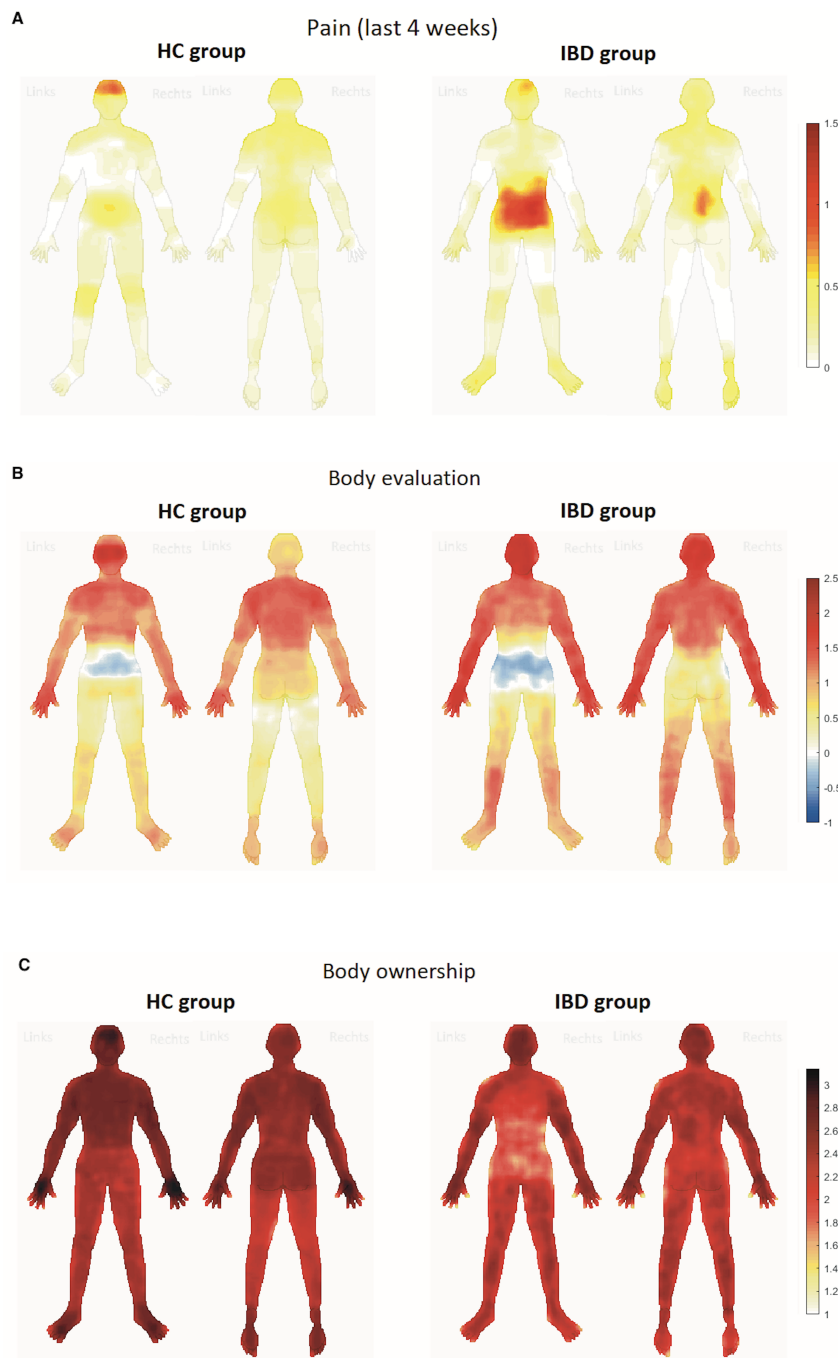 A
Pain (last 4 weeks)
HC group
IBD group
Links Rechts Links Rechts
Links Rechts Links Rechts
1.5
1
0.5
0
B
Body evaluation
HC group
IBD group
Links Rechts Links Rechts
Links Rechts Links Rechts
2.5
2
1.5
1
0.5
0
-0.5
-1
C
Body ownership
HC group
IBD group
Links Rechts Links Rechts
Links Rechts Links Rechts
3
2.8
2.6
2.4
2.2
2
1.8
1.6
1.4
1.2
1